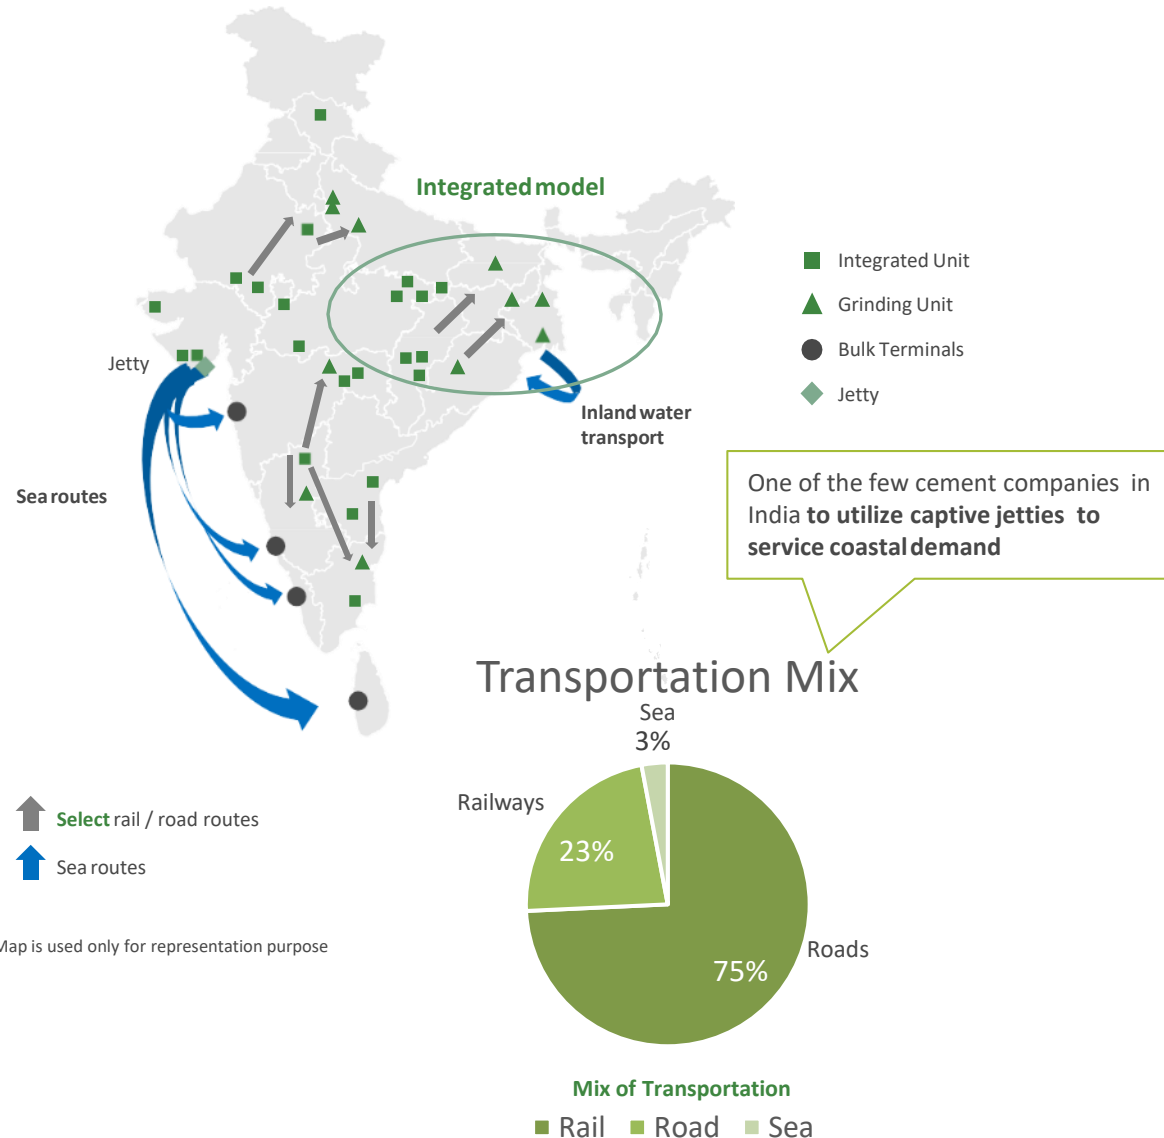 Integrated model
Integrated Unit
Grinding Unit
Bulk Terminals
Jetty
Jetty
Inland water
transport
Sea routes
One of the few cement companies in
India to utilize captive jetties to
service coastal demand
Transportation Mix
Sea
3%
Railways
23%
Roads
75%
Select rail / road routes
Sea routes
Map is used only for representation purpose
Mix of Transportation
Rail Road Sea